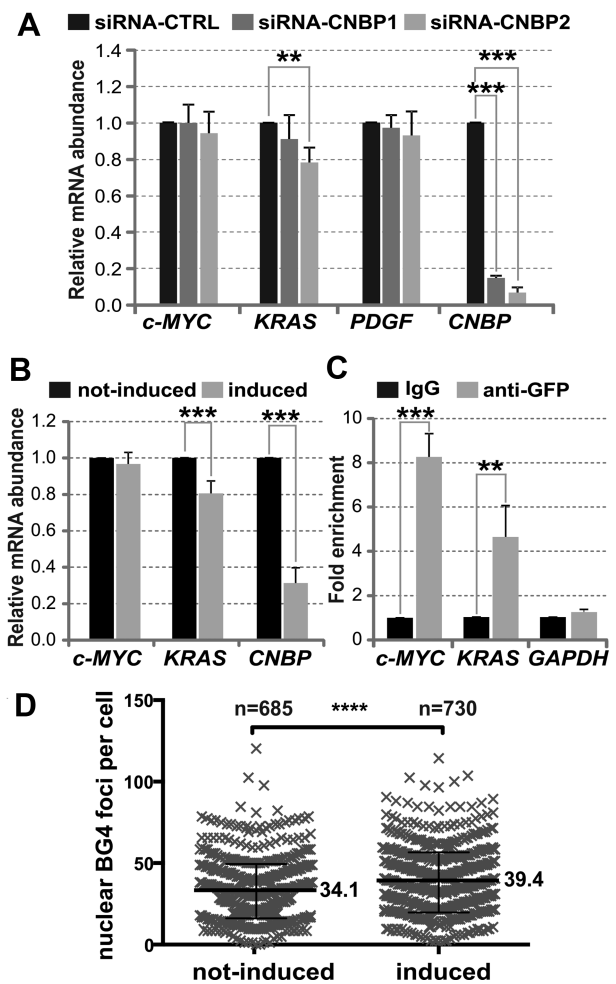 A siRNA-CTRL siRNA-CNBP1 siRNA-CNBP2
Relative mRNA abundance
1.4
1.2
1.0
0.8
0.6
0.4
0.2
0.0
**
***
***
c-MYC KRAS PDGF CNBP
B not-induced induced
Relative mRNA abundance
1.2
1.0
0.8
0.6
0.4
0.2
0.0
***
***
c-MYC KRAS CNBP
C IgG anti-GFP
Fold enrichment
10
8
6
4
2
0
***
**
c-MYC KRAS GAPDH
D
nuclear BG4 foci per cell
150
100
50
0
n=685 **** n=730
34.1
39.4
not-induced induced